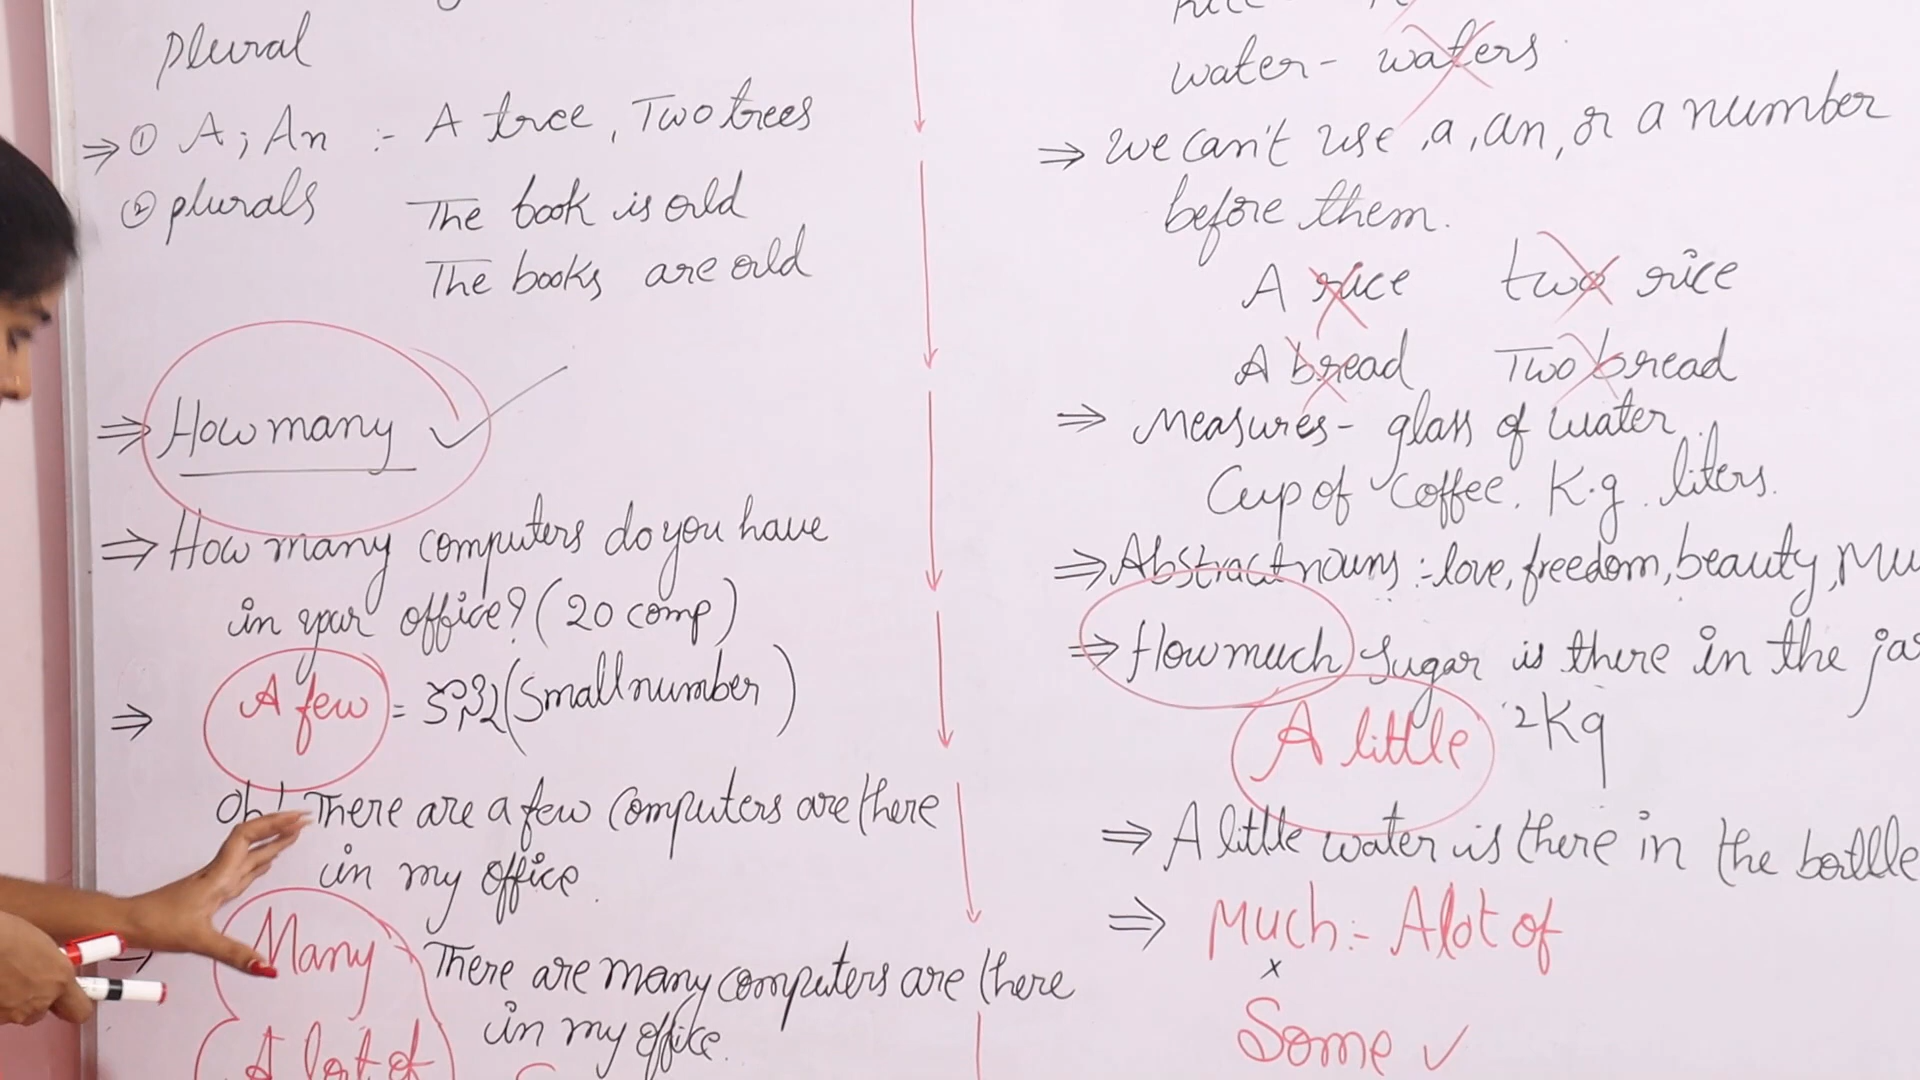 plural
⇒ ① A; An :- A tree, Two trees
② plurals The book is old
The books are old
⇒ How many ✓
⇒ How many computers do you have
in your office? (20 comp)
⇒ A few = (Small number)
Oh! There are a few computers are there
in my office.
Many There are many computers are there
in my office.
A lot of
water - waters
⇒ we can't use, a, an, or a number
before them.
A rice two rice
A bread Two bread
⇒ Measures - glass of water.
Cup of coffee. K.g. liters.
⇒ Abstract nouns :- love, freedom, beauty, Mu
⇒ How much Sugar is there in the ja
A little 2Kg
⇒ A little water is there in the botlle
⇒ Much :- A lot of
x
Some ✓